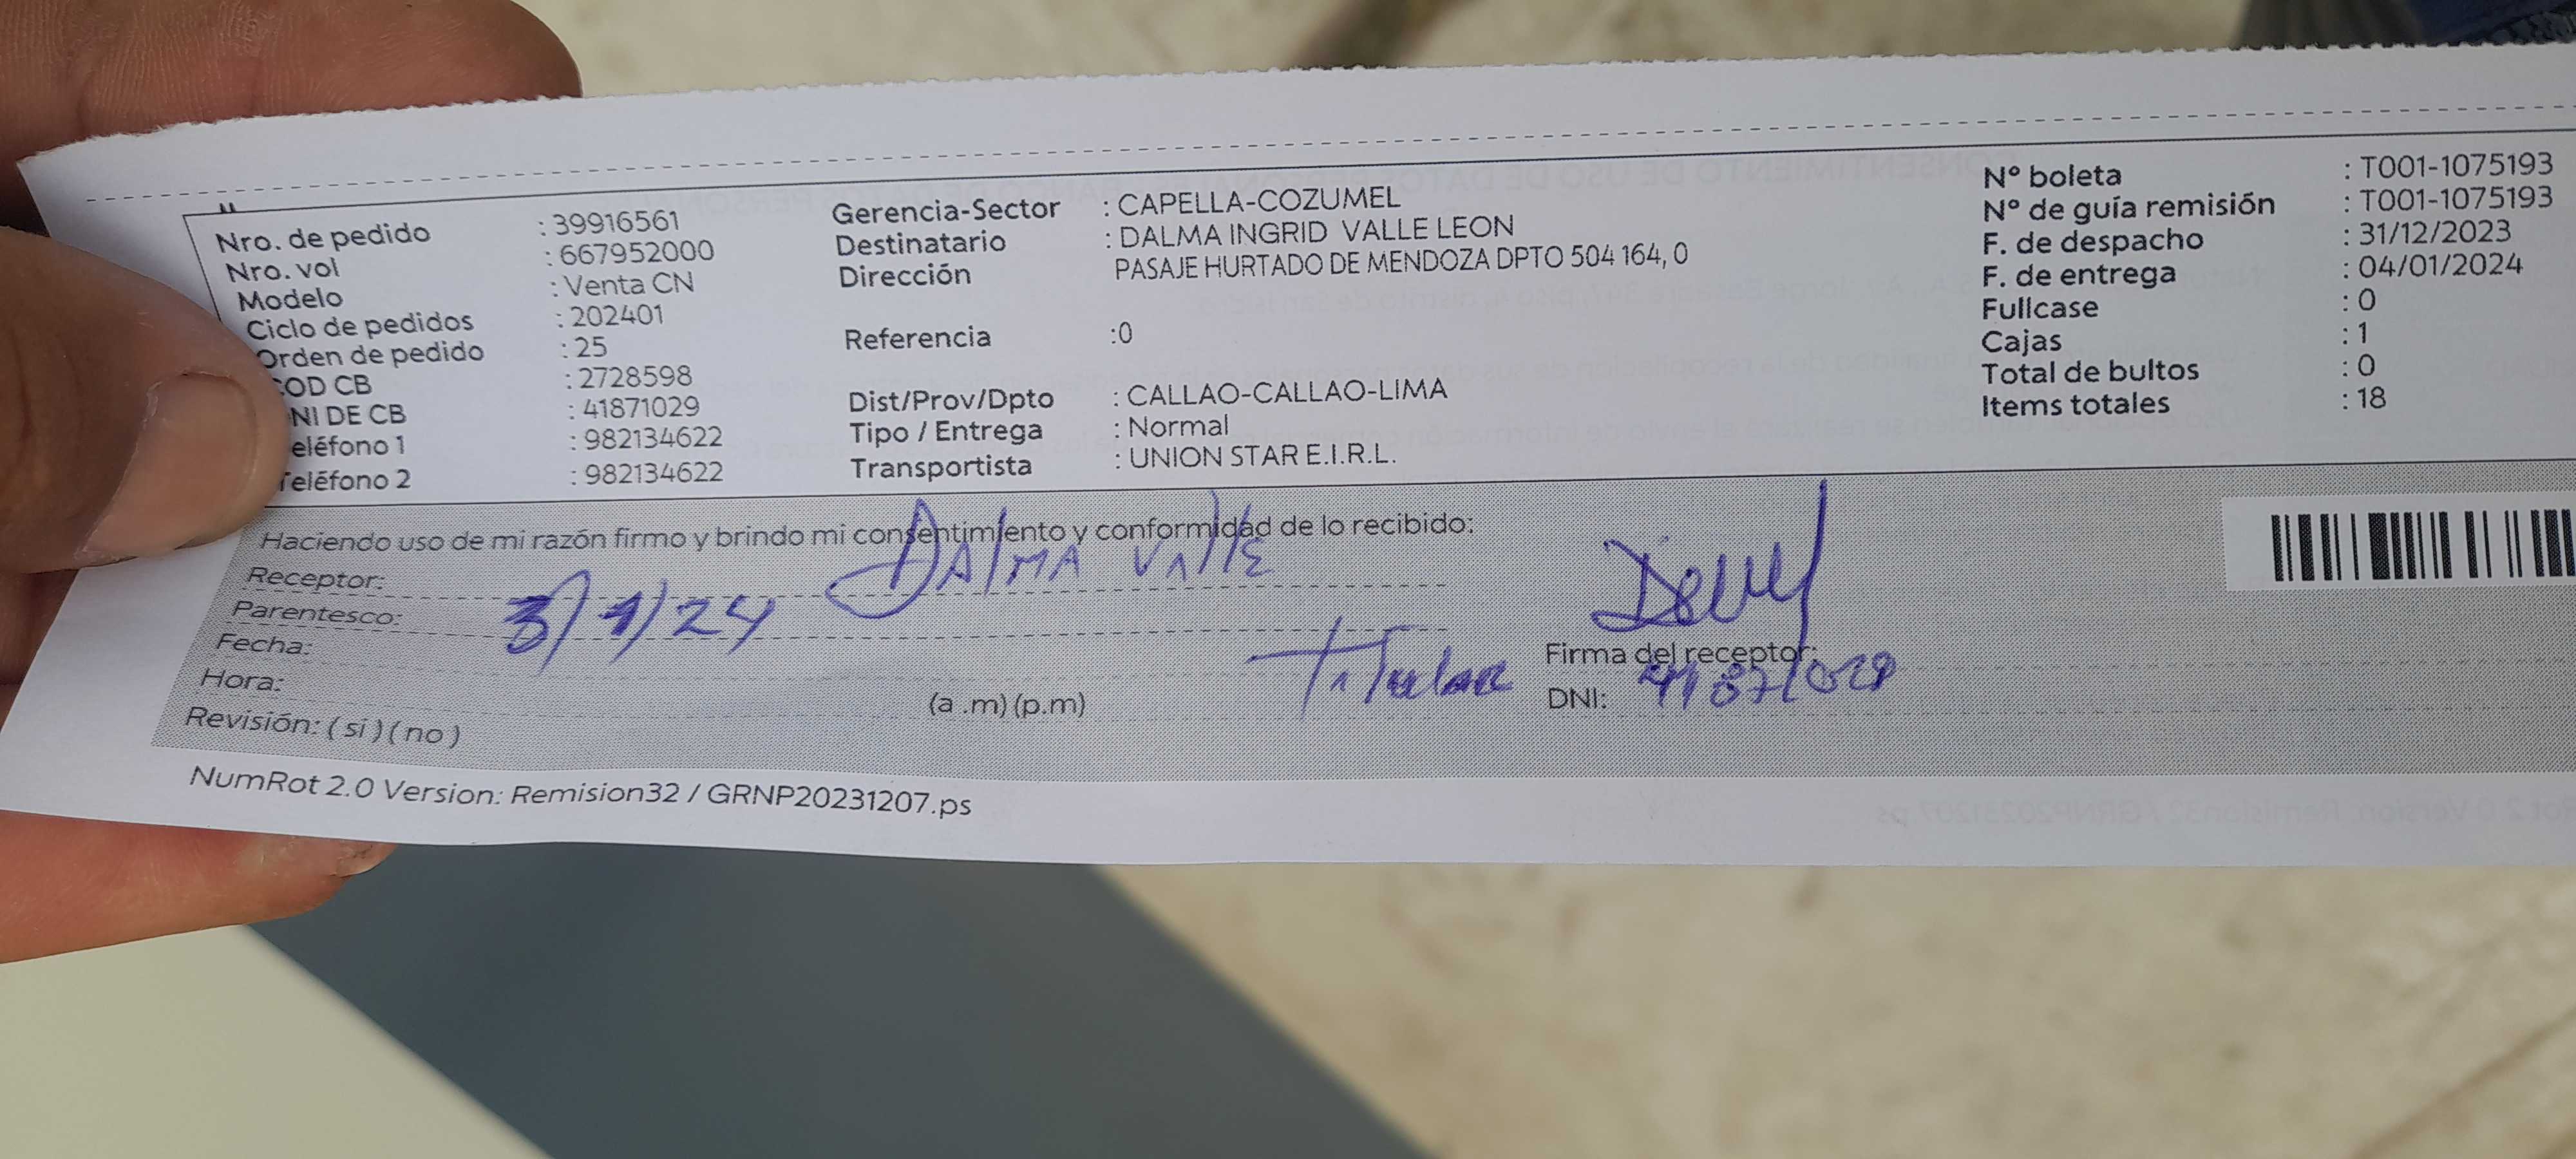 Nro. de pedido : 39916561
Nro. vol : 667952000
Modelo : Venta CN
Ciclo de pedidos : 202401
Orden de pedido : 25
COD CB : 2728598
NI DE CB : 41871029
eléfono 1 : 982134622
Teléfono 2 : 982134622
Gerencia-Sector : CAPELLA-COZUMEL
Destinatario : DALMA INGRID VALLE LEON
Dirección PASAJE HURTADO DE MENDOZA DPTO 504 164, 0
Referencia :0
Dist/Prov/Dpto : CALLAO-CALLAO-LIMA
Tipo / Entrega : Normal
Transportista : UNION STAR E.I.R.L.
Nº boleta : T001-1075193
Nº de guía remisión : T001-1075193
F. de despacho : 31/12/2023
F. de entrega : 04/01/2024
Fullcase : 0
Cajas : 1
Total de bultos : 0
Items totales : 18
Haciendo uso de mi razón firmo y brindo mi consentimiento y conformidad de lo recibido:
Receptor: DALMA VAllE
Parentesco: Titular
Fecha: 3/1/24
Hora: (a .m) (p.m)
Revisión: ( si ) ( no )
Firma del receptor:
DNI:
NumRot 2.0 Version: Remision32 / GRNP20231207.ps